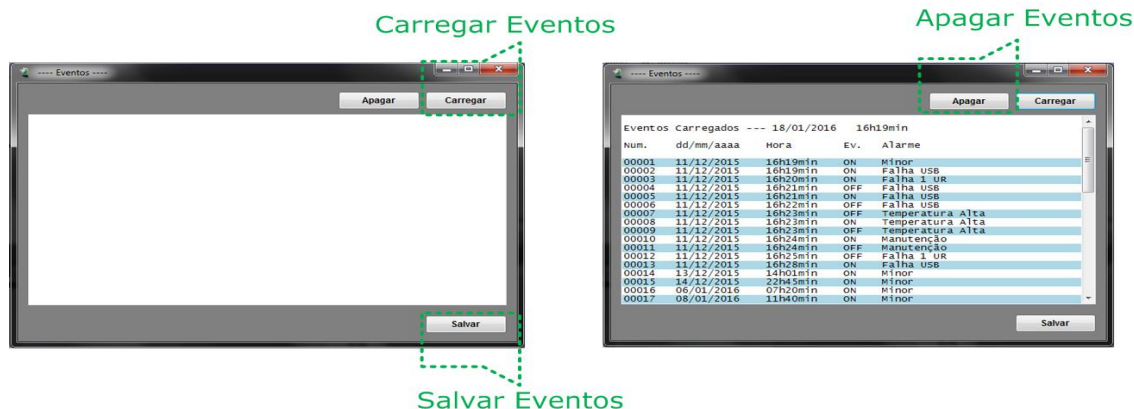 Carregar Eventos
---- Eventos ----
Apagar Carregar
Salvar
Salvar Eventos
Apagar Eventos
---- Eventos ----
Apagar Carregar
Eventos Carregados --- 18/01/2016 16h19min
Num. dd/mm/aaaa Hora Ev. Alarme
00001 11/12/2015 16h19min ON Minor
00002 11/12/2015 16h19min ON Falha USB
00003 11/12/2015 16h20min ON Falha 1 UR
00004 11/12/2015 16h21min OFF Falha USB
00005 11/12/2015 16h21min ON Falha USB
00006 11/12/2015 16h22min OFF Falha USB
00007 11/12/2015 16h23min OFF Temperatura Alta
00008 11/12/2015 16h23min ON Temperatura Alta
00009 11/12/2015 16h23min OFF Temperatura Alta
00010 11/12/2015 16h24min ON Manutenção
00011 11/12/2015 16h24min OFF Manutenção
00012 11/12/2015 16h25min OFF Falha 1 UR
00013 11/12/2015 16h28min ON Falha USB
00014 13/12/2015 14h01min ON Minor
00015 14/12/2015 22h45min ON Minor
00016 06/01/2016 07h20min ON Minor
00017 08/01/2016 11h40min ON Minor
Salvar